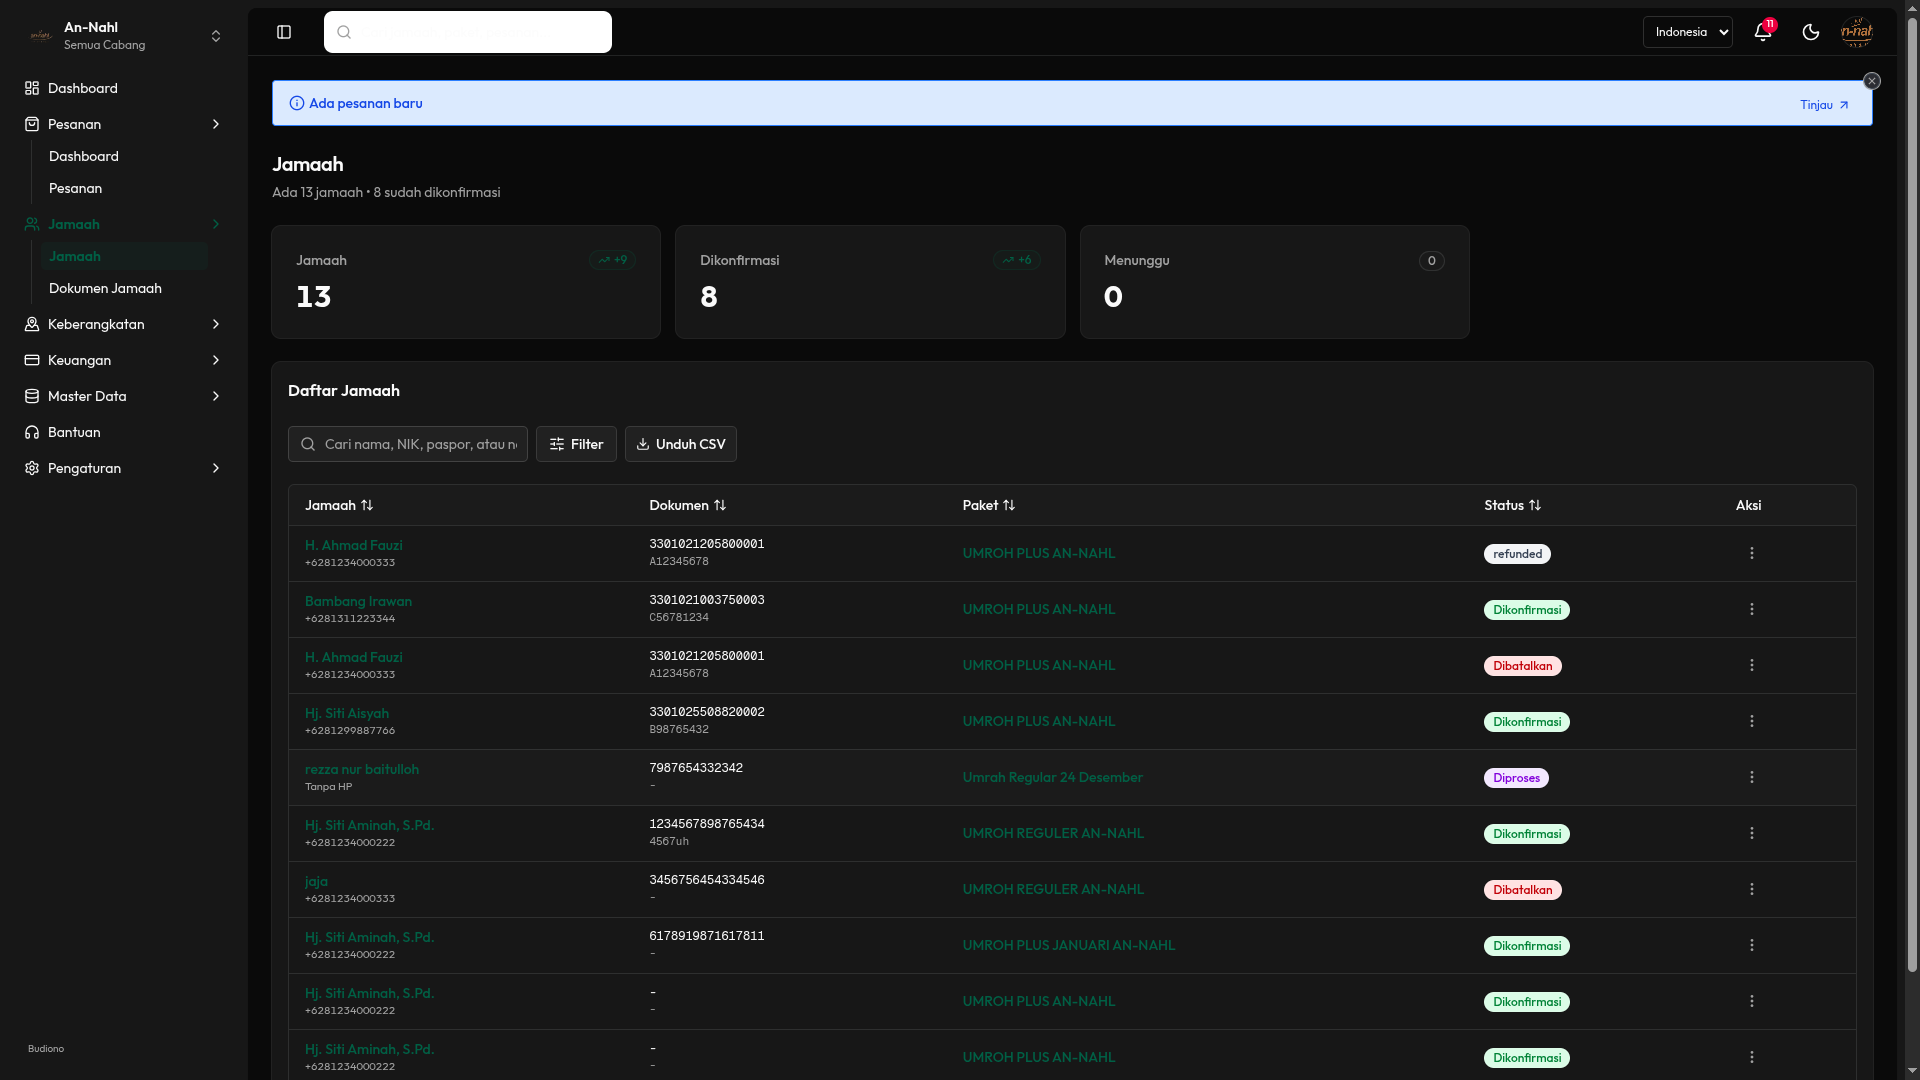 An-Nahl
Semua Cabang
Dashboard
Pesanan
Dashboard
Pesanan
Jamaah
Jamaah
Dokumen Jamaah
Keberangkatan
Keuangan
Master Data
Bantuan
Pengaturan
Budiono
Indonesia
11
Ada pesanan baru
Tinjau
Jamaah
Ada 13 jamaah • 8 sudah dikonfirmasi
Jamaah +9
13
Dikonfirmasi +6
8
Menunggu 0
0
Daftar Jamaah
Cari nama, NIK, paspor, atau n
Filter
Unduh CSV
Jamaah Dokumen Paket Status Aksi
H. Ahmad Fauzi 3301021205800001 UMROH PLUS AN-NAHL refunded
+6281234000333 A12345678
Bambang Irawan 3301021003750003 UMROH PLUS AN-NAHL Dikonfirmasi
+6281311223344 C56781234
H. Ahmad Fauzi 3301021205800001 UMROH PLUS AN-NAHL Dibatalkan
+6281234000333 A12345678
Hj. Siti Aisyah 3301025508820002 UMROH PLUS AN-NAHL Dikonfirmasi
+6281299887766 B98765432
rezza nur baitulloh 7987654332342 Umrah Regular 24 Desember Diproses
Tanpa HP -
Hj. Siti Aminah, S.Pd. 1234567898765434 UMROH REGULER AN-NAHL Dikonfirmasi
+6281234000222 4567uh
jaja 3456756454334546 UMROH REGULER AN-NAHL Dibatalkan
+6281234000333 -
Hj. Siti Aminah, S.Pd. 6178919871617811 UMROH PLUS JANUARI AN-NAHL Dikonfirmasi
+6281234000222 -
Hj. Siti Aminah, S.Pd. - UMROH PLUS AN-NAHL Dikonfirmasi
+6281234000222 -
Hj. Siti Aminah, S.Pd. - UMROH PLUS AN-NAHL Dikonfirmasi
+6281234000222 -